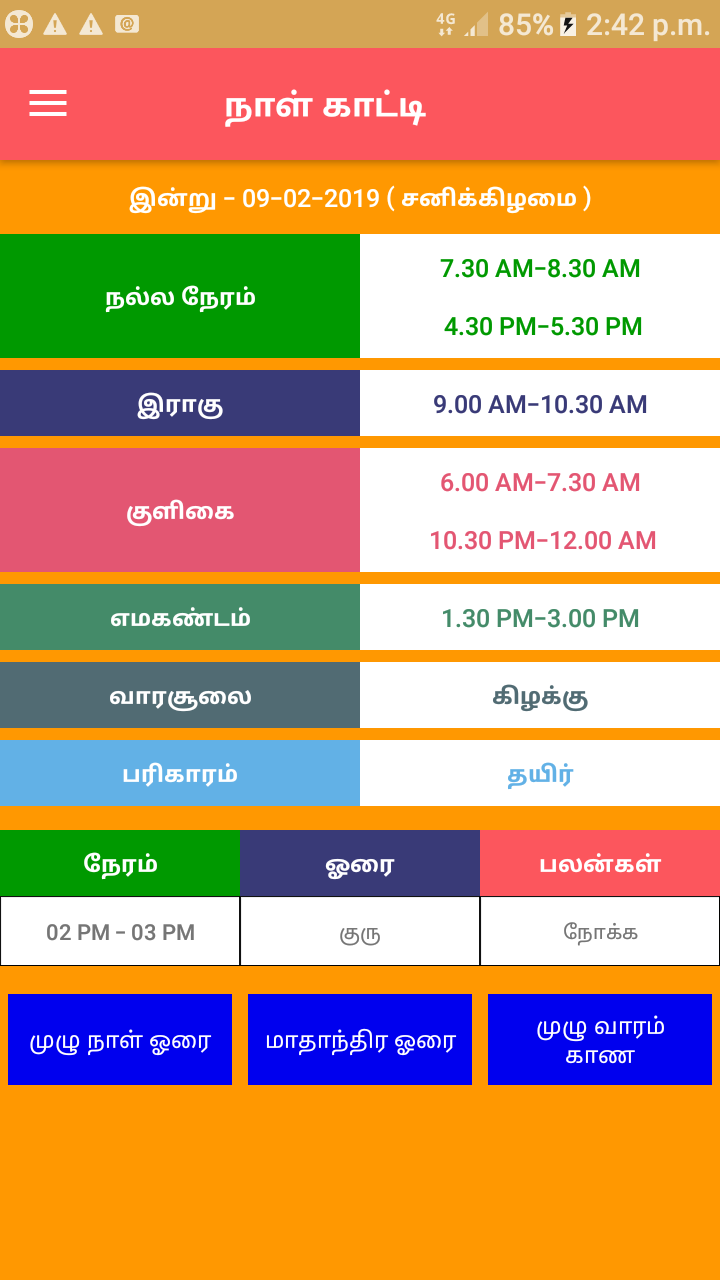 4G 85% 2:42 p.m.
நாள் காட்டி
இன்று - 09-02-2019 ( சனிக்கிழமை )
நல்ல நேரம்
7.30 AM-8.30 AM
4.30 PM-5.30 PM
இராகு 9.00 AM-10.30 AM
குளிகை
6.00 AM-7.30 AM
10.30 PM-12.00 AM
எமகண்டம் 1.30 PM-3.00 PM
வாரசூலை கிழக்கு
பரிகாரம் தயிர்
நேரம் ஓரை பலன்கள்
02 PM - 03 PM குரு நோக்க
முழு நாள் ஓரை மாதாந்திர ஓரை முழு வாரம்
காண